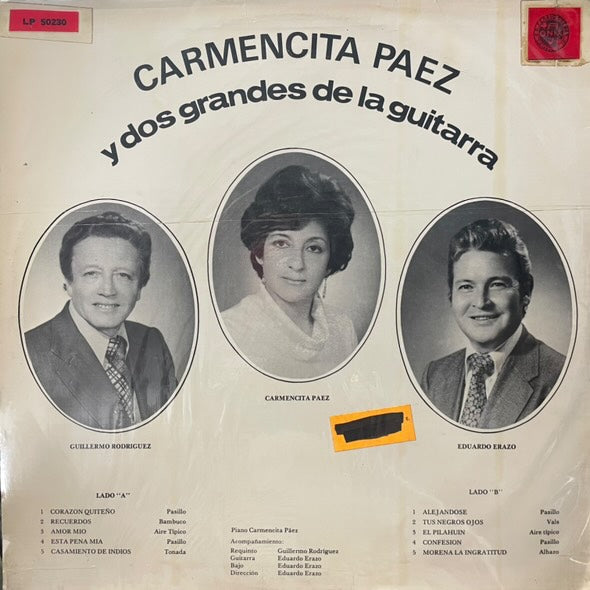 L.P 50230
CARMENCITA PAEZ
y dos grandes de la guitarra
CARMENCITA PAEZ
GUILLERMO RODRIGUEZ
EDUARDO ERAZO
LADO "A"
1 CORAZON QUITEÑO Pasillo
2 RECUERDOS Bambuco
3 AMOR MIO Aire Típico
4 ESTA PENA MIA Pasillo
5 CASAMIENTO DE INDIOS Tonada
Piano Carmencita Páez
Acompañamiento:
Requinto Guillermo Rodríguez
Guitarra Eduardo Erazo
Bajo Eduardo Erazo
Dirección Eduardo Erazo
LADO "B"
1 ALEJANDOSE Pasillo
2 TUS NEGROS OJOS Vals
3 EL PILAHUIN Aire típico
4 CONFESION Pasillo
5 MORENA LA INGRATITUD Albazo